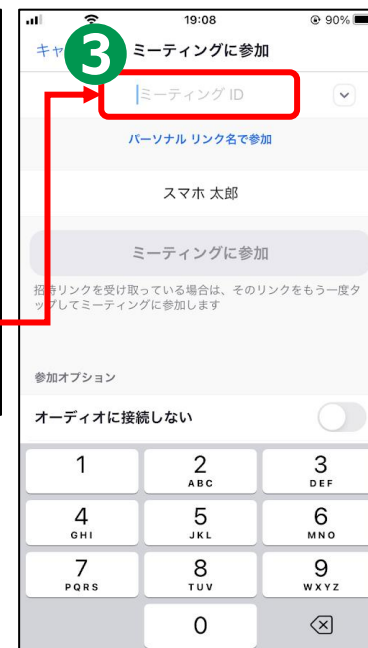 19:08
90%
キャ
3
ミーティングに参加
ミーティング ID
パーソナル リンク名で参加
スマホ 太郎
ミーティングに参加
招待リンクを受け取っている場合は、そのリンクをもう一度タ
ップしてミーティングに参加します
参加オプション
オーディオに接続しない
1
2
ABC
3
DEF
4
GHI
5
JKL
6
MNO
7
PQRS
8
TUV
9
WXYZ
0